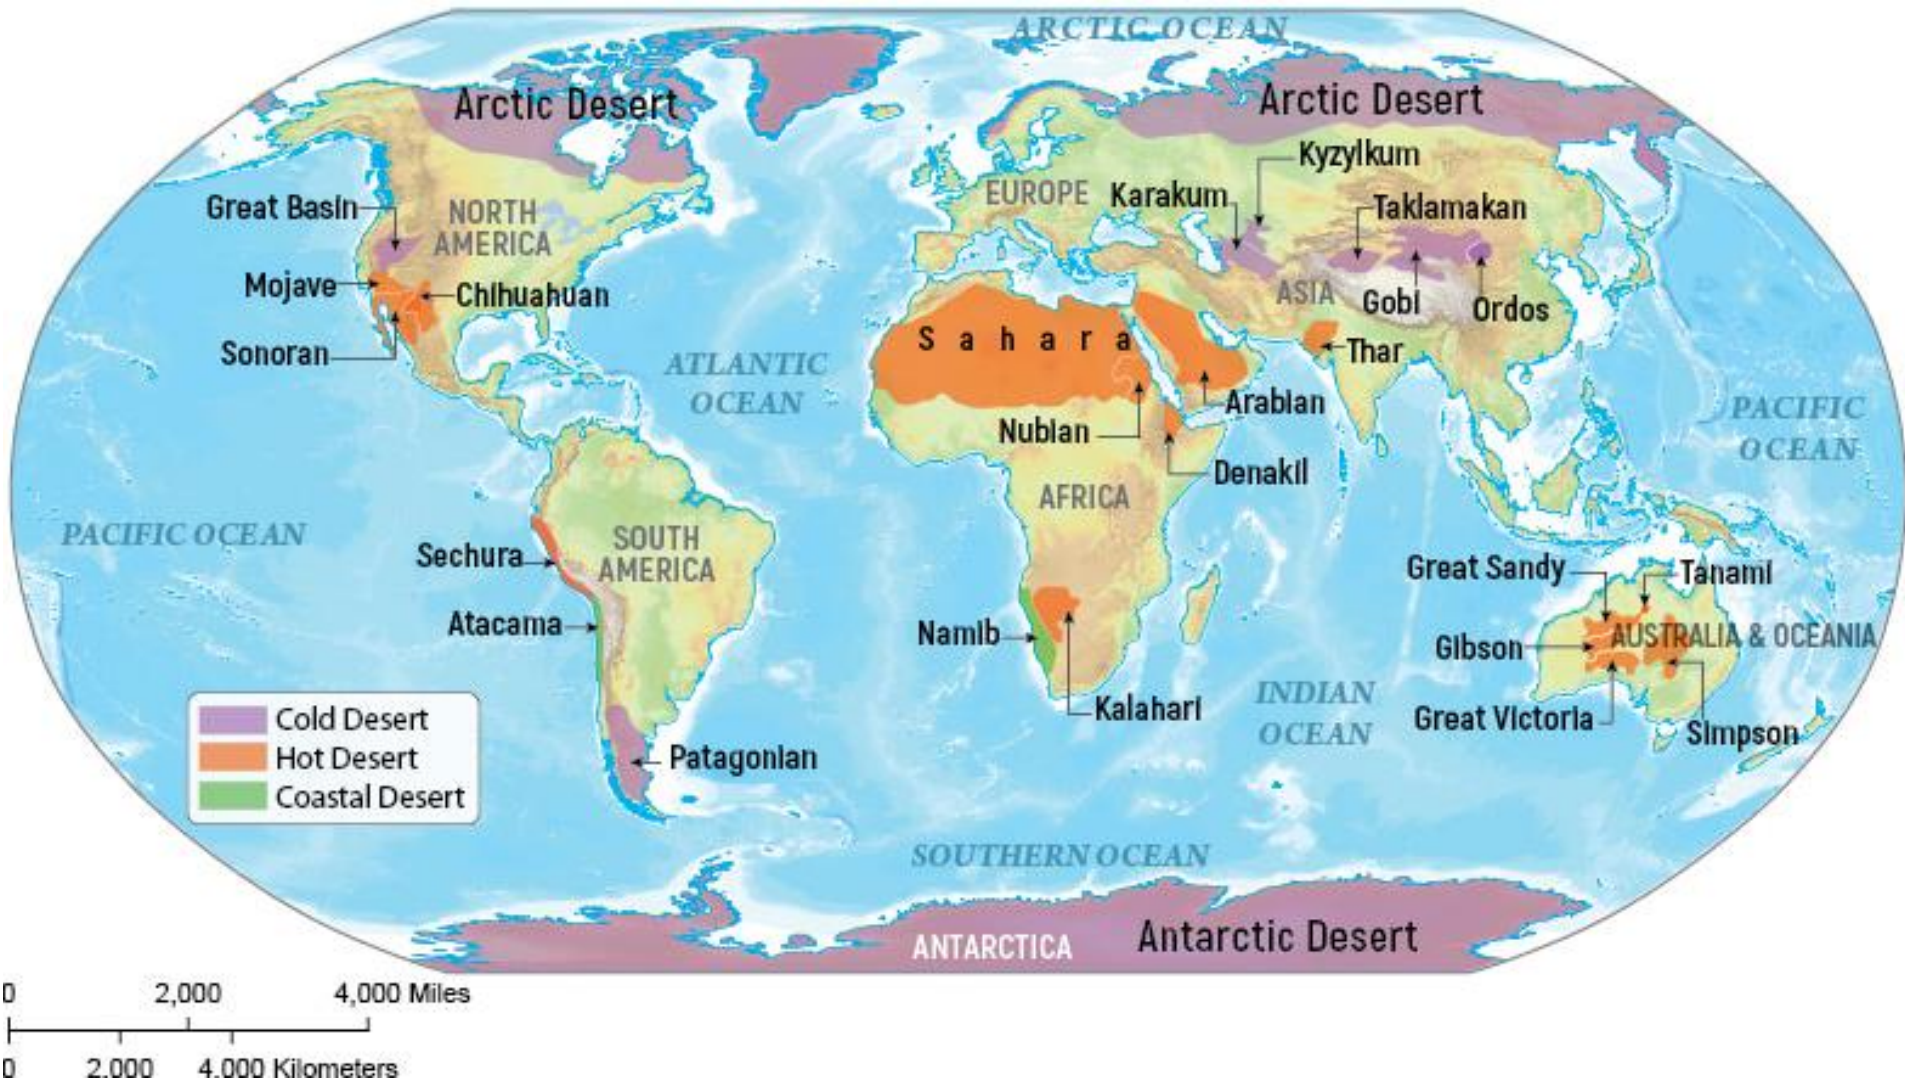 ARCTIC OCEAN
Arctic Desert
Arctic Desert
Kyzylkum
EUROPE
Karakum
Taklamakan
Great Basin
NORTH
AMERICA
Mojave
Chihuahuan
ASIA
Gobi
Ordos
Sahara
Sonoran
Thar
ATLANTIC
OCEAN
Arabian
Nubian
PACIFIC
OCEAN
Denakil
AFRICA
PACIFIC OCEAN
SOUTH
AMERICA
Sechura
Great Sandy
Tanami
Atacama
Namib
Gibson
AUSTRALIA & OCEANIA
Kalahari
INDIAN
OCEAN
Great Victoria
Simpson
Cold Desert
Hot Desert
Coastal Desert
Patagonian
SOUTHERN OCEAN
ANTARCTICA
Antarctic Desert
0 2,000 4,000 Miles
0 2,000 4,000 Kilometers